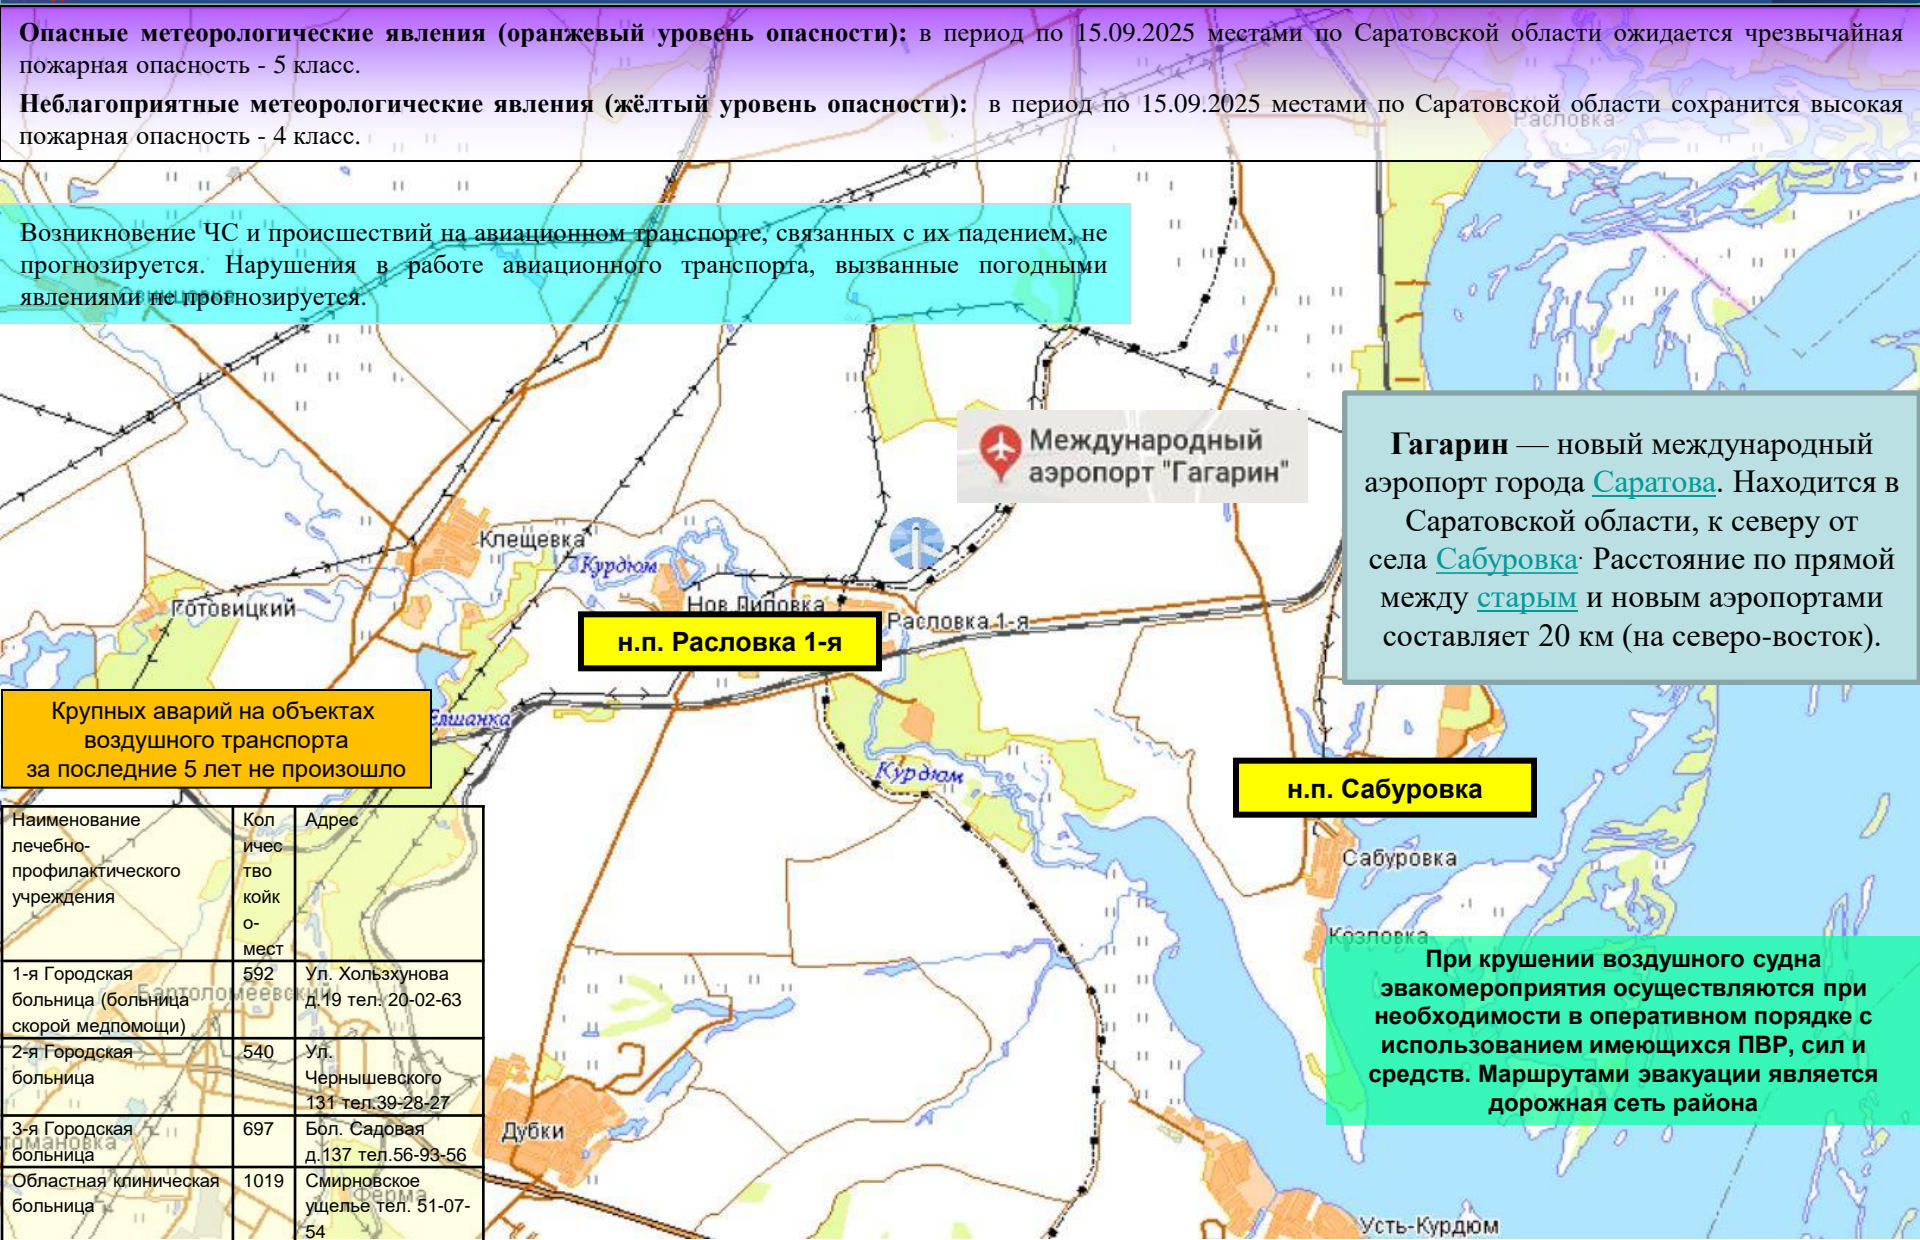 Опасные метеорологические явления (оранжевый уровень опасности): в период по 15.09.2025 местами по Саратовской области ожидается чрезвычайная
пожарная опасность - 5 класс.
Неблагоприятные метеорологические явления (жёлтый уровень опасности): в период по 15.09.2025 местами по Саратовской области сохранится высокая
пожарная опасность - 4 класс.
Расловка
Возникновение ЧС и происшествий на авиационном транспорте, связанных с их падением, не
прогнозируется. Нарушения в работе авиационного транспорта, вызванные погодными
явлениями не прогнозируется.
Международный
аэропорт "Гагарин"
Гагарин — новый международный
аэропорт города Саратова. Находится в
Саратовской области, к северу от
села Сабуровка. Расстояние по прямой
между старым и новым аэропортами
составляет 20 км (на северо-восток).
Клещевка
Курдюм
Готовицкий
Нов.Липовка
Расловка 1-я
н.п. Расловка 1-я
Елшанка
Крупных аварий на объектах
воздушного транспорта
за последние 5 лет не произошло
Курдюм
н.п. Сабуровка
Сабуровка
Козловка
Наименование
лечебно-
профилактического
учреждения
Кол
ичес
тво
койк
о-
мест
Адрес
1-я Городская
больница (больница
скорой медпомощи)
592
Ул. Хользхунова
д.19 тел. 20-02-63
2-я Городская
больница
540
Ул.
Чернышевского
131 тел.39-28-27
3-я Городская
больница
697
Бол. Садовая
д.137 тел.56-93-56
Областная клиническая
больница
1019
Смирновское
ущелье тел. 51-07-
54
Ферма
Дубки
При крушении воздушного судна
эвакомероприятия осуществляются при
необходимости в оперативном порядке с
использованием имеющихся ПВР, сил и
средств. Маршрутами эвакуации является
дорожная сеть района
Усть-Курдюм